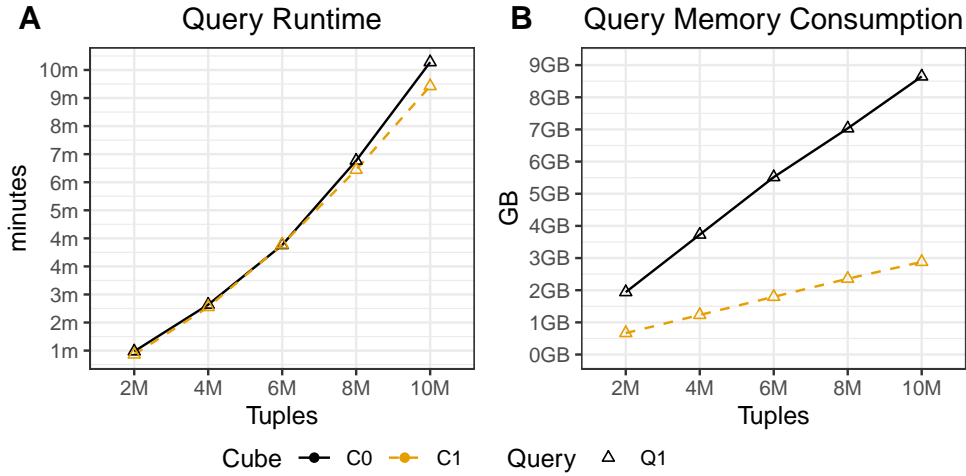 A
Query Runtime
10m
9m
8m
7m
6m
5m
4m
4m
3m
2m
1m
minutes
2M 4M 6M 8M 10M
Tuples
B
Query Memory Consumption
9GB
8GB
7GB
6GB
5GB
4GB
3GB
2GB
1GB
0GB
GB
2M 4M 6M 8M 10M
Tuples
Cube C0 C1 Query Q1